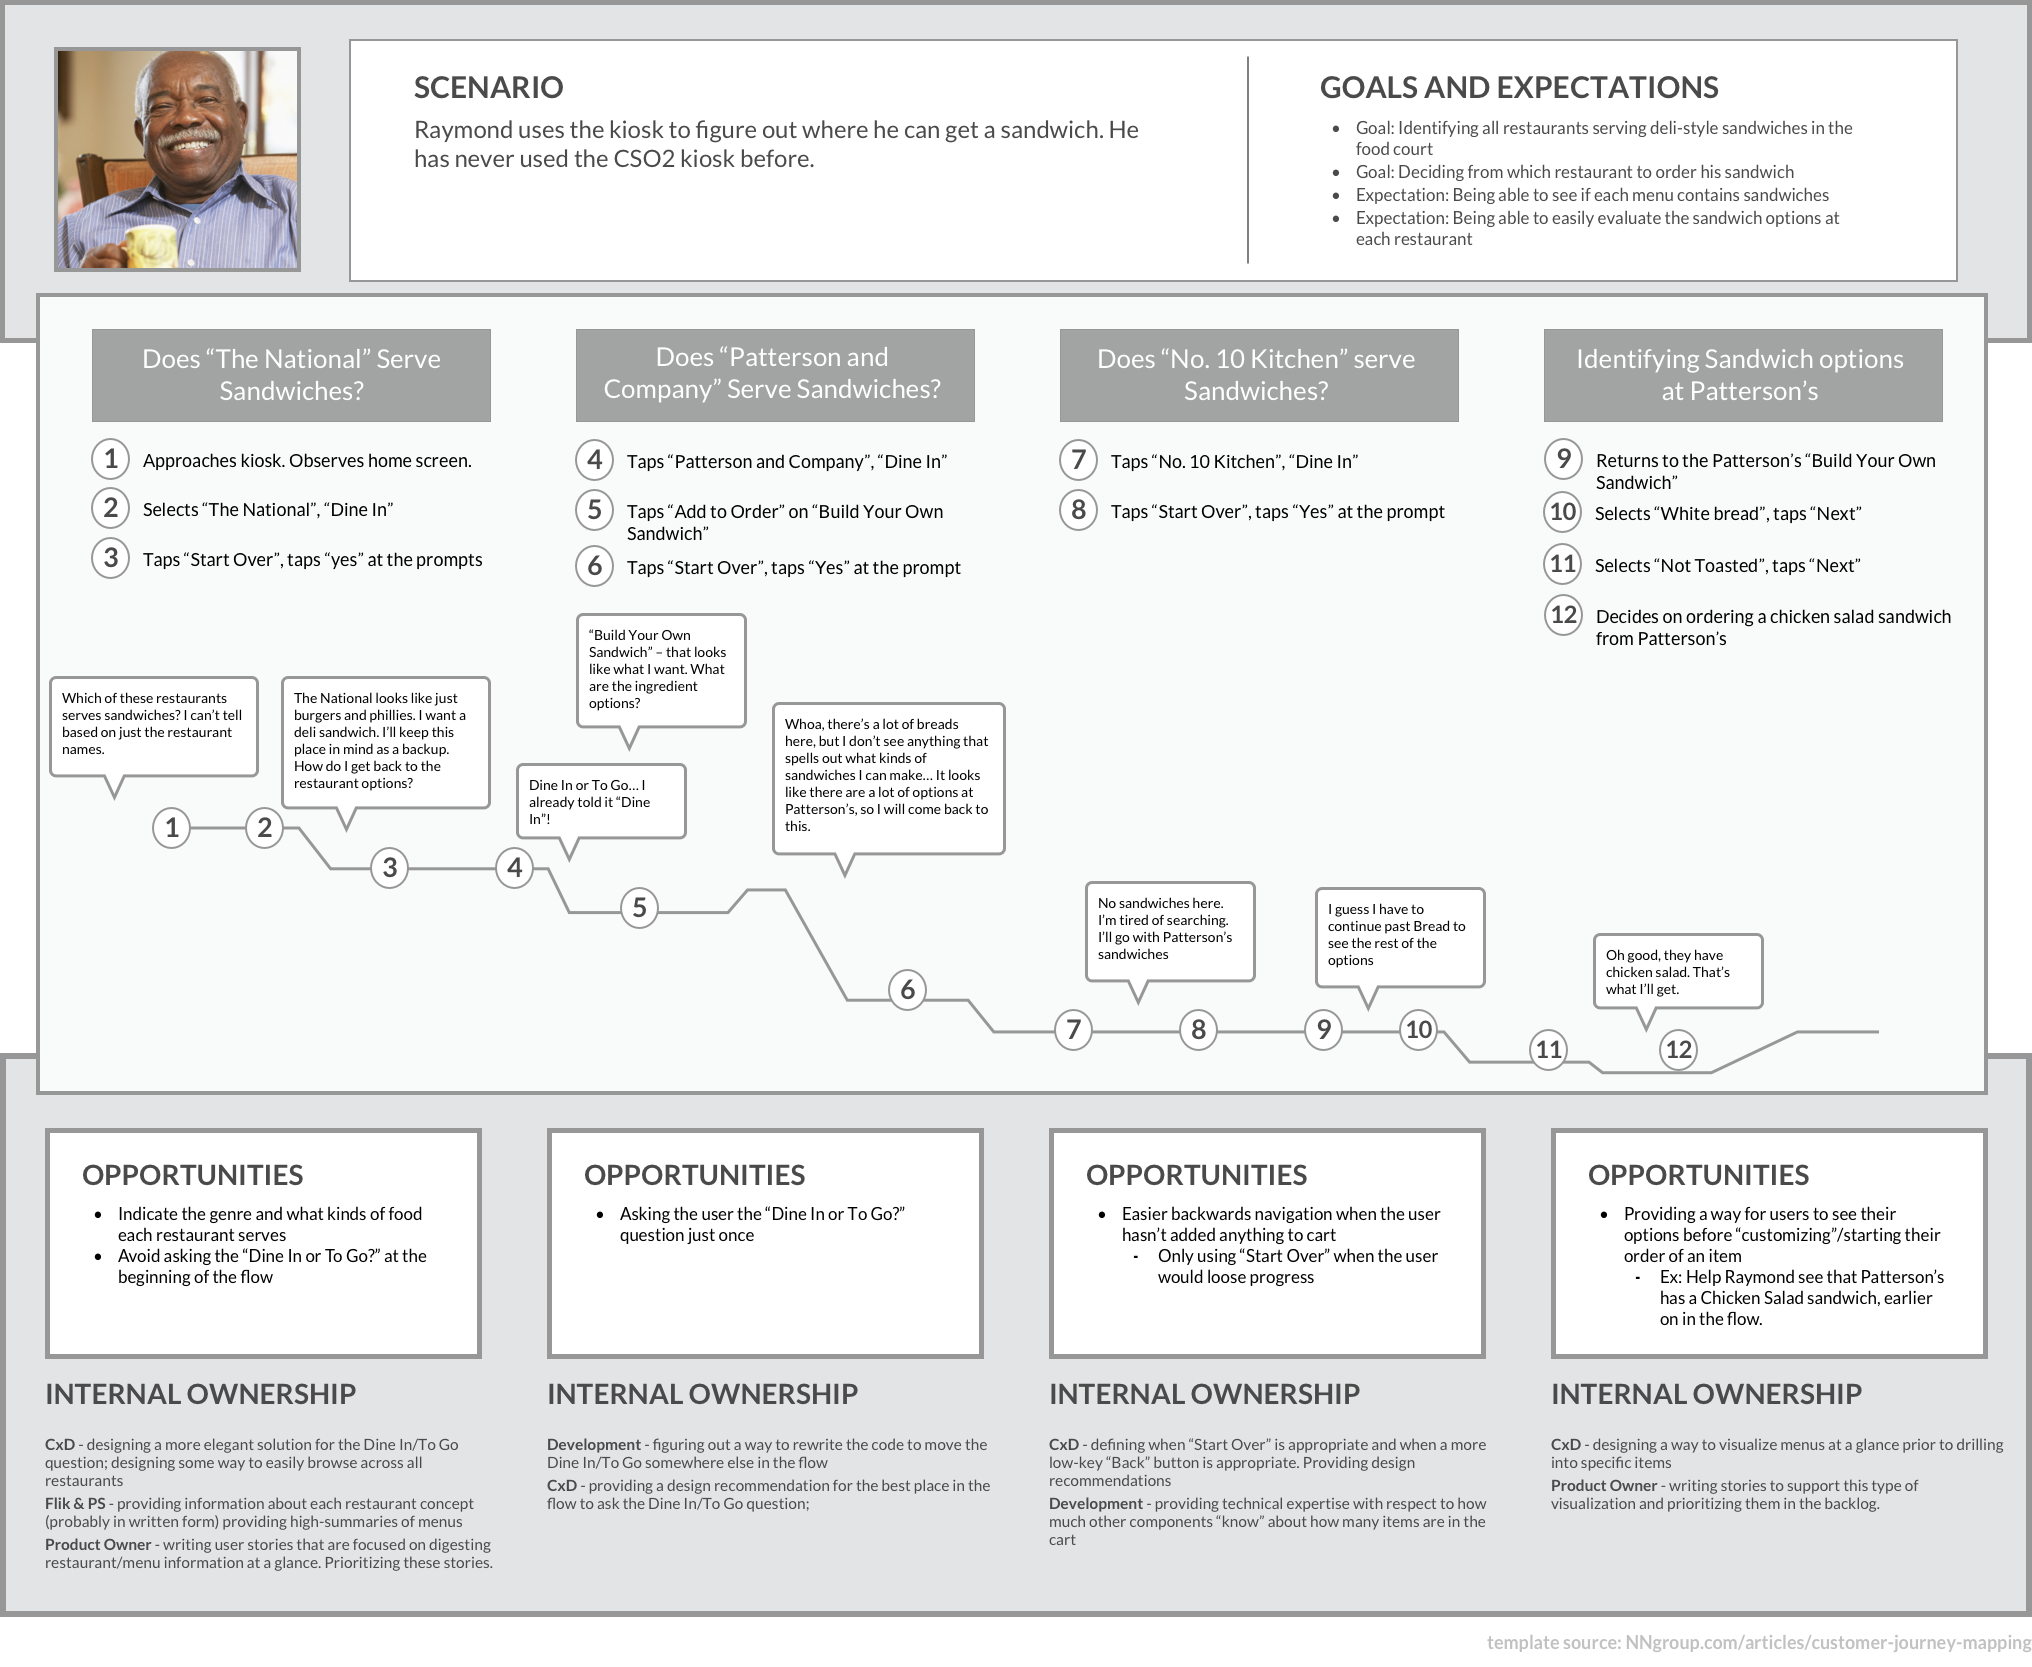 SCENARIO
Raymond uses the kiosk to figure out where he can get a sandwich. He
has never used the CSO2 kiosk before.
GOALS AND EXPECTATIONS
• Goal: Identifying all restaurants serving deli-style sandwiches in the
food court
• Goal: Deciding from which restaurant to order his sandwich
• Expectation: Being able to see if each menu contains sandwiches
• Expectation: Being able to easily evaluate the sandwich options at
each restaurant
Does “The National” Serve
Sandwiches?
1 Approaches kiosk. Observes home screen.
2 Selects “The National”, “Dine In”
3 Taps “Start Over”, taps “yes” at the prompts
Does “Patterson and
Company” Serve Sandwiches?
4 Taps “Patterson and Company”, “Dine In”
5 Taps “Add to Order” on “Build Your Own
Sandwich”
6 Taps “Start Over”, taps “Yes” at the prompt
Does “No. 10 Kitchen” serve
Sandwiches?
7 Taps “No. 10 Kitchen”, “Dine In”
8 Taps “Start Over”, taps “Yes” at the prompt
Identifying Sandwich options
at Patterson’s
9 Returns to the Patterson’s “Build Your Own
Sandwich”
10 Selects “White bread”, taps “Next”
11 Selects “Not Toasted”, taps “Next”
12 Decides on ordering a chicken salad sandwich
from Patterson’s
Which of these restaurants
serves sandwiches? I can’t tell
based on just the restaurant
names.
The National looks like just
burgers and phillies. I want a
deli sandwich. I’ll keep this
place in mind as a backup.
How do I get back to the
restaurant options?
“Build Your Own
Sandwich” – that looks
like what I want. What
are the ingredient
options?
Dine In or To Go... I
already told it “Dine
In”!
Whoa, there’s a lot of breads
here, but I don’t see anything that
spells out what kinds of
sandwiches I can make... It looks
like there are a lot of options at
Patterson’s, so I will come back to
this.
No sandwiches here.
I’m tired of searching.
I’ll go with Patterson’s
sandwiches
I guess I have to
continue past Bread to
see the rest of the
options
Oh good, they have
chicken salad. That’s
what I’ll get.
1
2
3
4
5
6
7
8
9
10
11
12
OPPORTUNITIES
• Indicate the genre and what kinds of food
each restaurant serves
• Avoid asking the “Dine In or To Go?” at the
beginning of the flow
OPPORTUNITIES
• Asking the user the “Dine In or To Go?”
question just once
OPPORTUNITIES
• Easier backwards navigation when the user
hasn’t added anything to cart
- Only using “Start Over” when the user
would loose progress
OPPORTUNITIES
• Providing a way for users to see their
options before “customizing”/starting their
order of an item
- Ex: Help Raymond see that Patterson’s
has a Chicken Salad sandwich, earlier
on in the flow.
INTERNAL OWNERSHIP
CxD - designing a more elegant solution for the Dine In/To Go
question; designing some way to easily browse across all
restaurants
Flik & PS - providing information about each restaurant concept
(probably in written form) providing high-summaries of menus
Product Owner - writing user stories that are focused on digesting
restaurant/menu information at a glance. Prioritizing these stories.
INTERNAL OWNERSHIP
Development - figuring out a way to rewrite the code to move the
Dine In/To Go somewhere else in the flow
CxD - providing a design recommendation for the best place in the
flow to ask the Dine In/To Go question;
INTERNAL OWNERSHIP
CxD - defining when “Start Over” is appropriate and when a more
low-key “Back” button is appropriate. Providing design
recommendations
Development - providing technical expertise with respect to how
much other components “know” about how many items are in the
cart
INTERNAL OWNERSHIP
CxD - designing a way to visualize menus at a glance prior to drilling
into specific items
Product Owner - writing stories to support this type of
visualization and prioritizing them in the backlog.
template source: NNgroup.com/articles/customer-journey-mapping